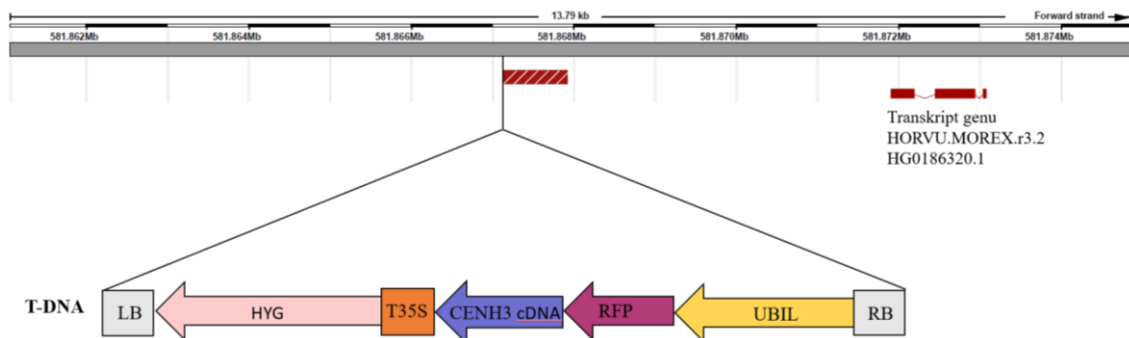 13.79 kb
Forward strand
581.862Mb 581.864Mb 581.866Mb 581.868Mb 581.870Mb 581.872Mb 581.874Mb
Transkript genu
HORVU.MOREX.r3.2
HG0186320.1
T-DNA LB HYG T35S CENH3 cDNA RFP UBIL RB